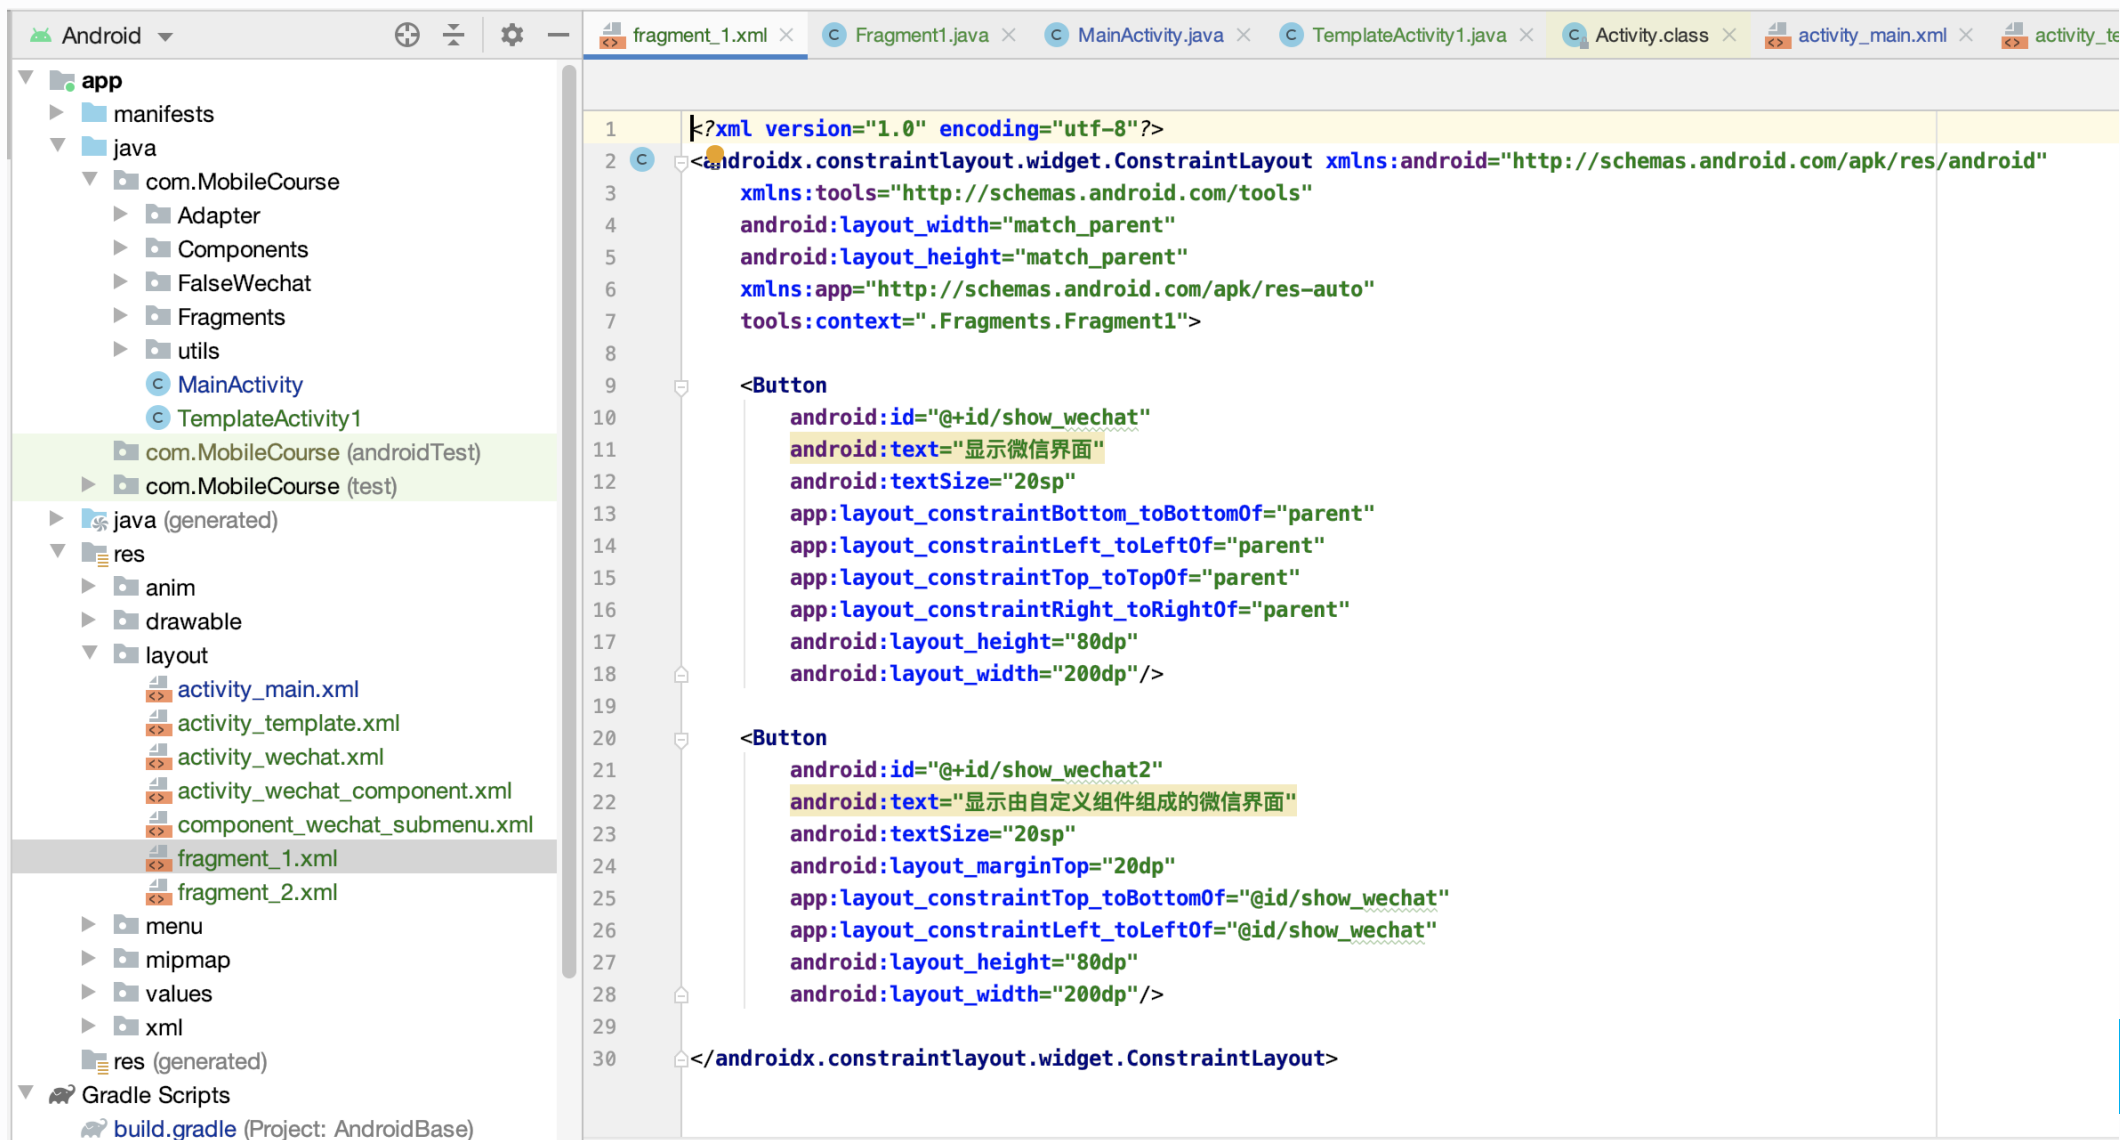 Android
app
manifests
java
com.MobileCourse
Adapter
Components
FalseWechat
Fragments
utils
MainActivity
TemplateActivity1
com.MobileCourse (androidTest)
com.MobileCourse (test)
java (generated)
res
anim
drawable
layout
activity_main.xml
activity_template.xml
activity_wechat.xml
activity_wechat_component.xml
component_wechat_submenu.xml
fragment_1.xml
fragment_2.xml
menu
mipmap
values
xml
res (generated)
Gradle Scripts
build.gradle (Project: AndroidBase)
fragment_1.xml Fragment1.java MainActivity.java TemplateActivity1.java Activity.class activity_main.xml activity_te
1 <?xml version="1.0" encoding="utf-8"?>
2 <androidx.constraintlayout.widget.ConstraintLayout xmlns:android="http://schemas.android.com/apk/res/android"
3 xmlns:tools="http://schemas.android.com/tools"
4 android:layout_width="match_parent"
5 android:layout_height="match_parent"
6 xmlns:app="http://schemas.android.com/apk/res-auto"
7 tools:context=".Fragments.Fragment1">
8
9 <Button
10 android:id="@+id/show_wechat"
11 android:text="显示微信界面"
12 android:textSize="20sp"
13 app:layout_constraintBottom_toBottomOf="parent"
14 app:layout_constraintLeft_toLeftOf="parent"
15 app:layout_constraintTop_toTopOf="parent"
16 app:layout_constraintRight_toRightOf="parent"
17 android:layout_height="80dp"
18 android:layout_width="200dp"/>
19
20 <Button
21 android:id="@+id/show_wechat2"
22 android:text="显示由自定义组件组成的微信界面"
23 android:textSize="20sp"
24 android:layout_marginTop="20dp"
25 app:layout_constraintTop_toBottomOf="@id/show_wechat"
26 app:layout_constraintLeft_toLeftOf="@id/show_wechat"
27 android:layout_height="80dp"
28 android:layout_width="200dp"/>
29
30 </androidx.constraintlayout.widget.ConstraintLayout>